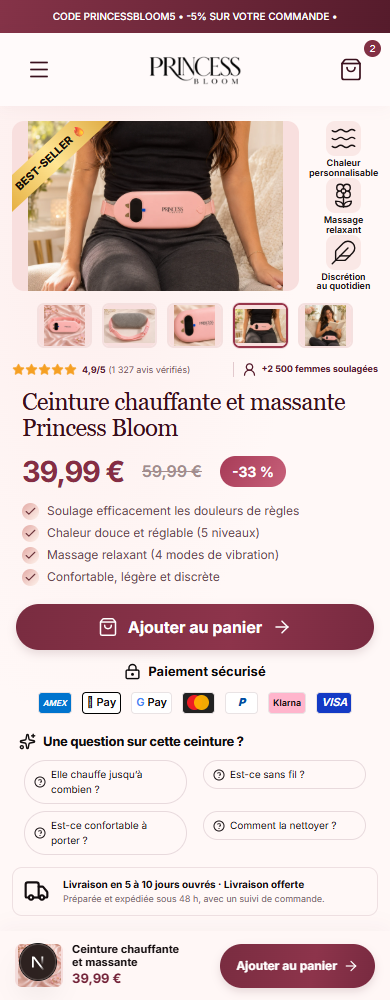 CODE PRINCESSBLOOM5 • -5% SUR VOTRE COMMANDE •
2
PRINCESS
BLOOM
BEST-SELLER
Chaleur
personnalisable
Massage
relaxant
Discrétion
au quotidien
4,9/5 (1 327 avis vérifiés)
+2 500 femmes soulagées
Ceinture chauffante et massante
Princess Bloom
39,99 €
59,99 €
-33 %
Soulage efficacement les douleurs de règles
Chaleur douce et réglable (5 niveaux)
Massage relaxant (4 modes de vibration)
Confortable, légère et discrète
Ajouter au panier
Paiement sécurisé
AMEX
Pay
G Pay
P
Klarna
VISA
Une question sur cette ceinture ?
Elle chauffe jusqu'à
combien ?
Est-ce sans fil ?
Est-ce confortable à
porter ?
Comment la nettoyer ?
Livraison en 5 à 10 jours ouvrés · Livraison offerte
Préparée et expédiée sous 48 h, avec un suivi de commande.
N
Ceinture chauffante
et massante
39,99 €
Ajouter au panier